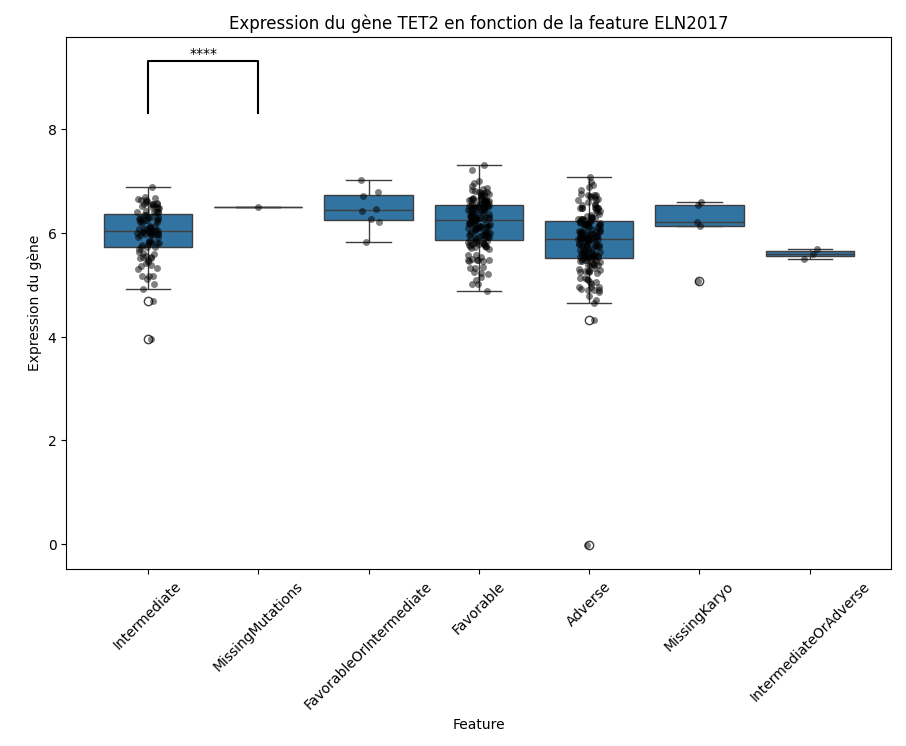 Expression du gène TET2 en fonction de la feature ELN2017
****
8
6
4
2
0
Expression du gène
Intermediate
MissingMutations
FavorableOrIntermediate
Favorable
Adverse
MissingKaryo
IntermediateOrAdverse
Feature